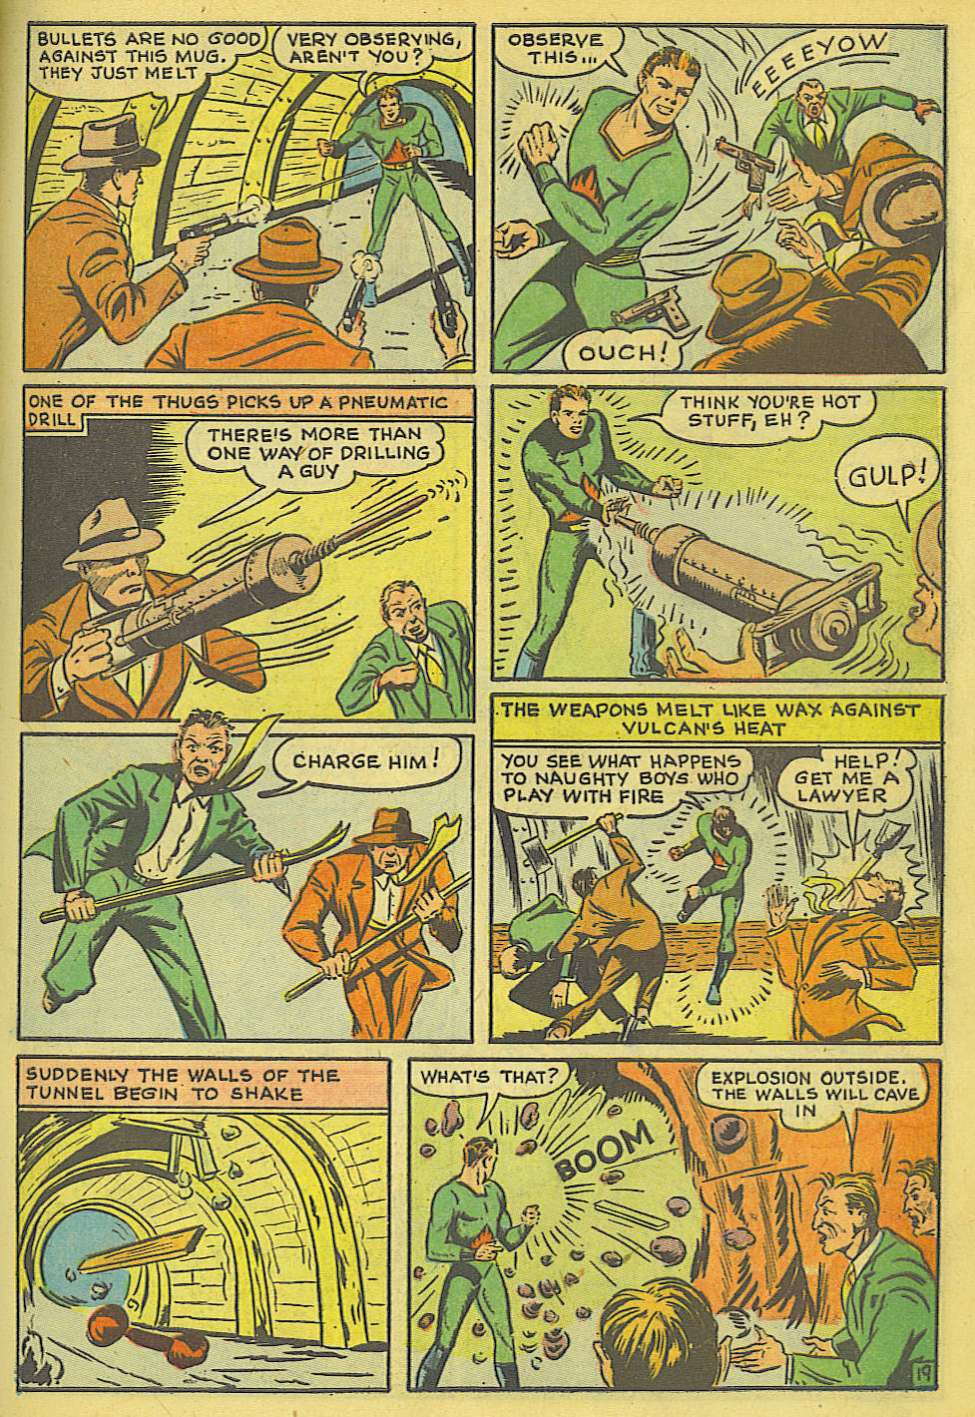 BULLETS ARE NO GOOD
AGAINST THIS MUG.
THEY JUST MELT
VERY OBSERVING,
AREN'T YOU?
OBSERVE
THIS...
EEEEYOW
OUCH!
ONE OF THE THUGS PICKS UP A PNEUMATIC
DRILL
THERE'S MORE THAN
ONE WAY OF DRILLING
A GUY
THINK YOU'RE HOT
STUFF, EH?
GULP!
CHARGE HIM!
THE WEAPONS MELT LIKE WAX AGAINST
VULCAN'S HEAT
YOU SEE WHAT HAPPENS
TO NAUGHTY BOYS WHO
PLAY WITH FIRE
HELP!
GET ME A
LAWYER
SUDDENLY THE WALLS OF THE
TUNNEL BEGIN TO SHAKE
WHAT'S THAT?
BOOM
EXPLOSION OUTSIDE.
THE WALLS WILL CAVE
IN
19